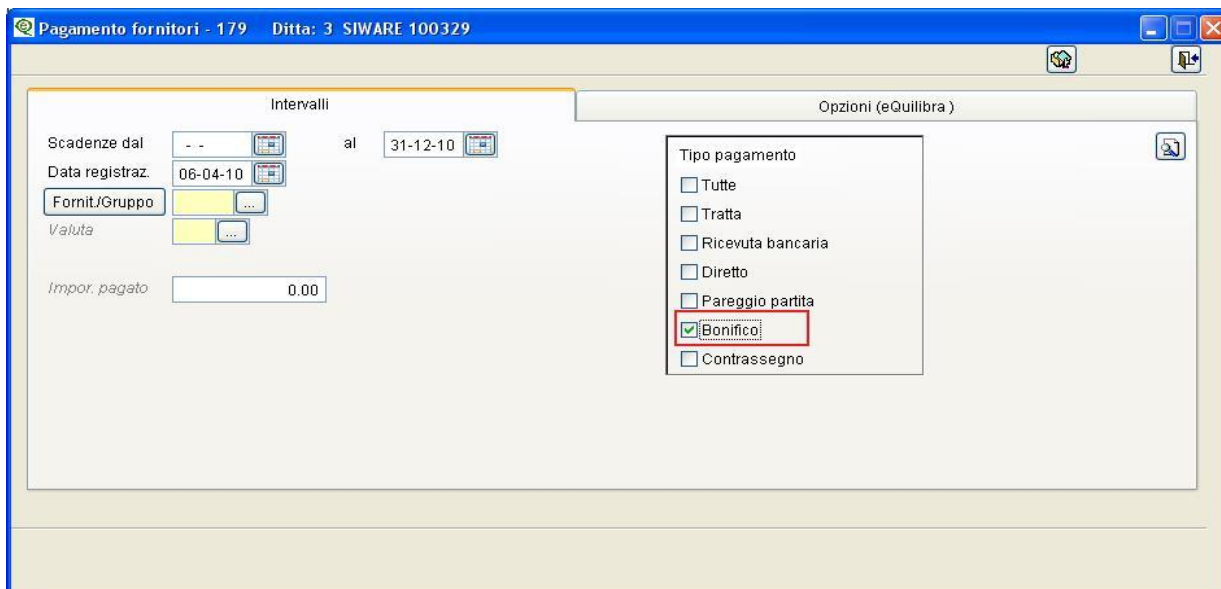 Pagamento fornitori - 179 Ditta: 3 SIWARE 100329
Intervalli
Opzioni (eQuilibra )
Scadenze dal - - al 31-12-10
Data registraz. 06-04-10
Fornit./Gruppo ...
Valuta ...
Impor. pagato 0.00
Tipo pagamento
Tutte
Tratta
Ricevuta bancaria
Diretto
Pareggio partita
Bonifico
Contrassegno